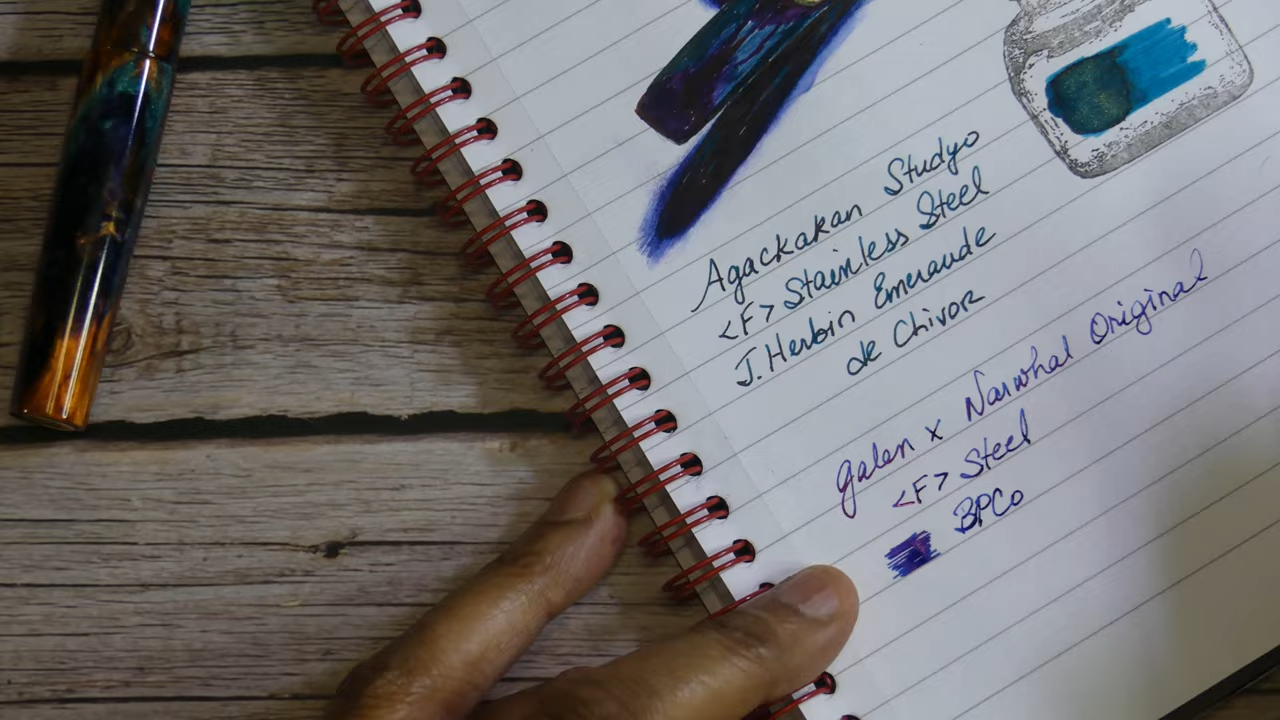 Agackakan Studyo
<F> Stainless Steel
J. Herbin Emeraude
de Chivor
Galen x Narwhal Original
<F> Steel
BPCo